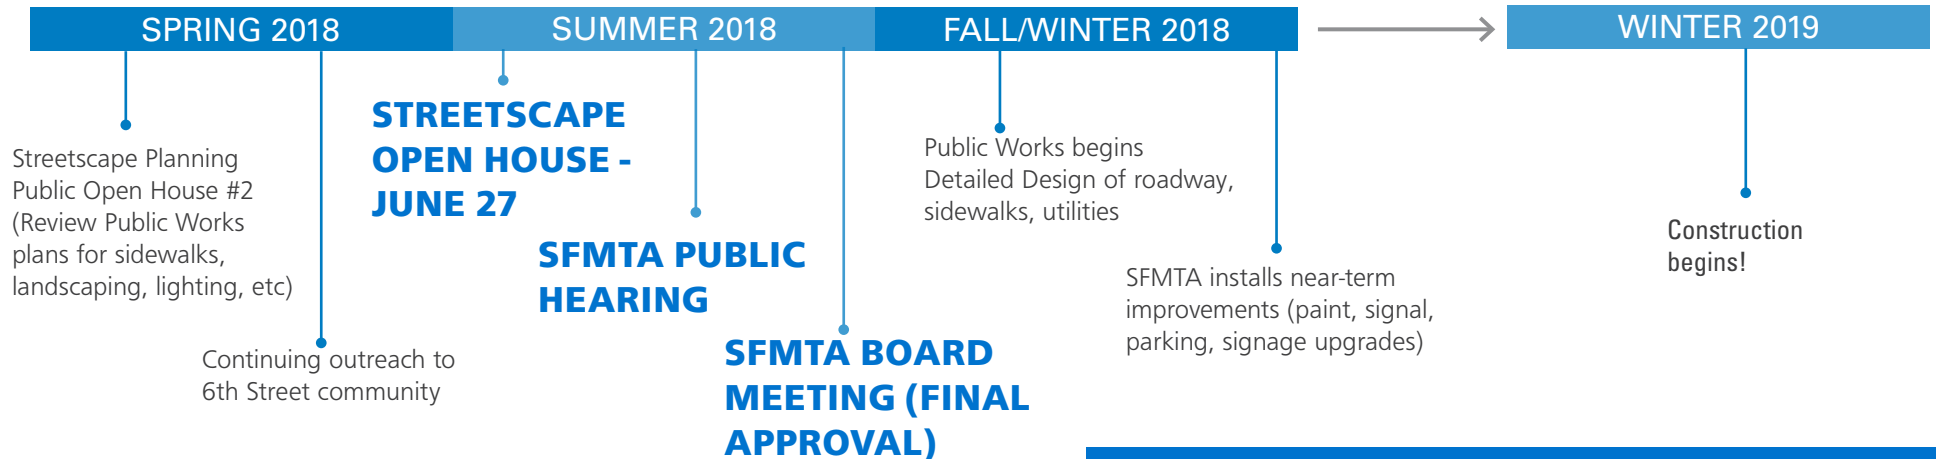 SPRING 2018
SUMMER 2018
FALL/WINTER 2018
WINTER 2019
Streetscape Planning
Public Open House #2
(Review Public Works
plans for sidewalks,
landscaping, lighting, etc)
Continuing outreach to
6th Street community
STREETSCAPE
OPEN HOUSE -
JUNE 27
SFMTA PUBLIC
HEARING
SFMTA BOARD
MEETING (FINAL
APPROVAL)
Public Works begins
Detailed Design of roadway,
sidewalks, utilities
SFMTA installs near-term
improvements (paint, signal,
parking, signage upgrades)
Construction
begins!